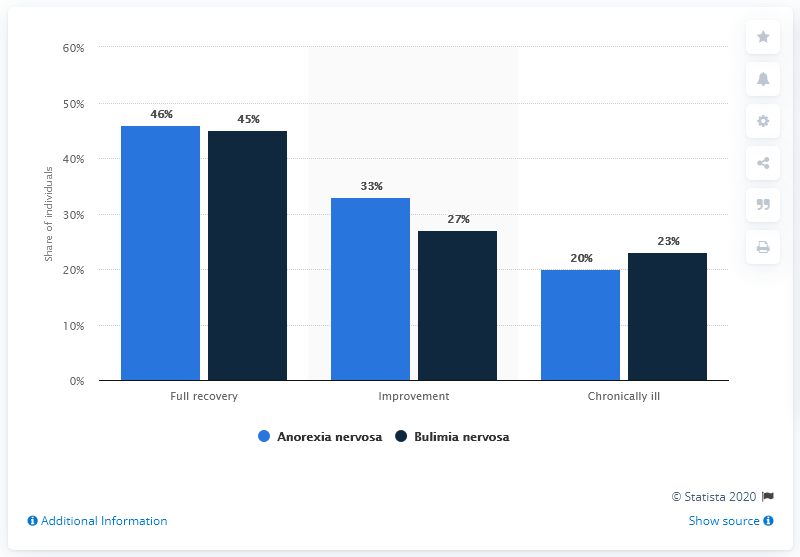 60%
50%
40%
30%
20%
10%
0%
Share of individuals
46%
45%
33%
27%
20%
23%
Full recovery
Improvement
Chronically ill
Anorexia nervosa
Bulimia nervosa
© Statista 2020
Additional Information
Show source